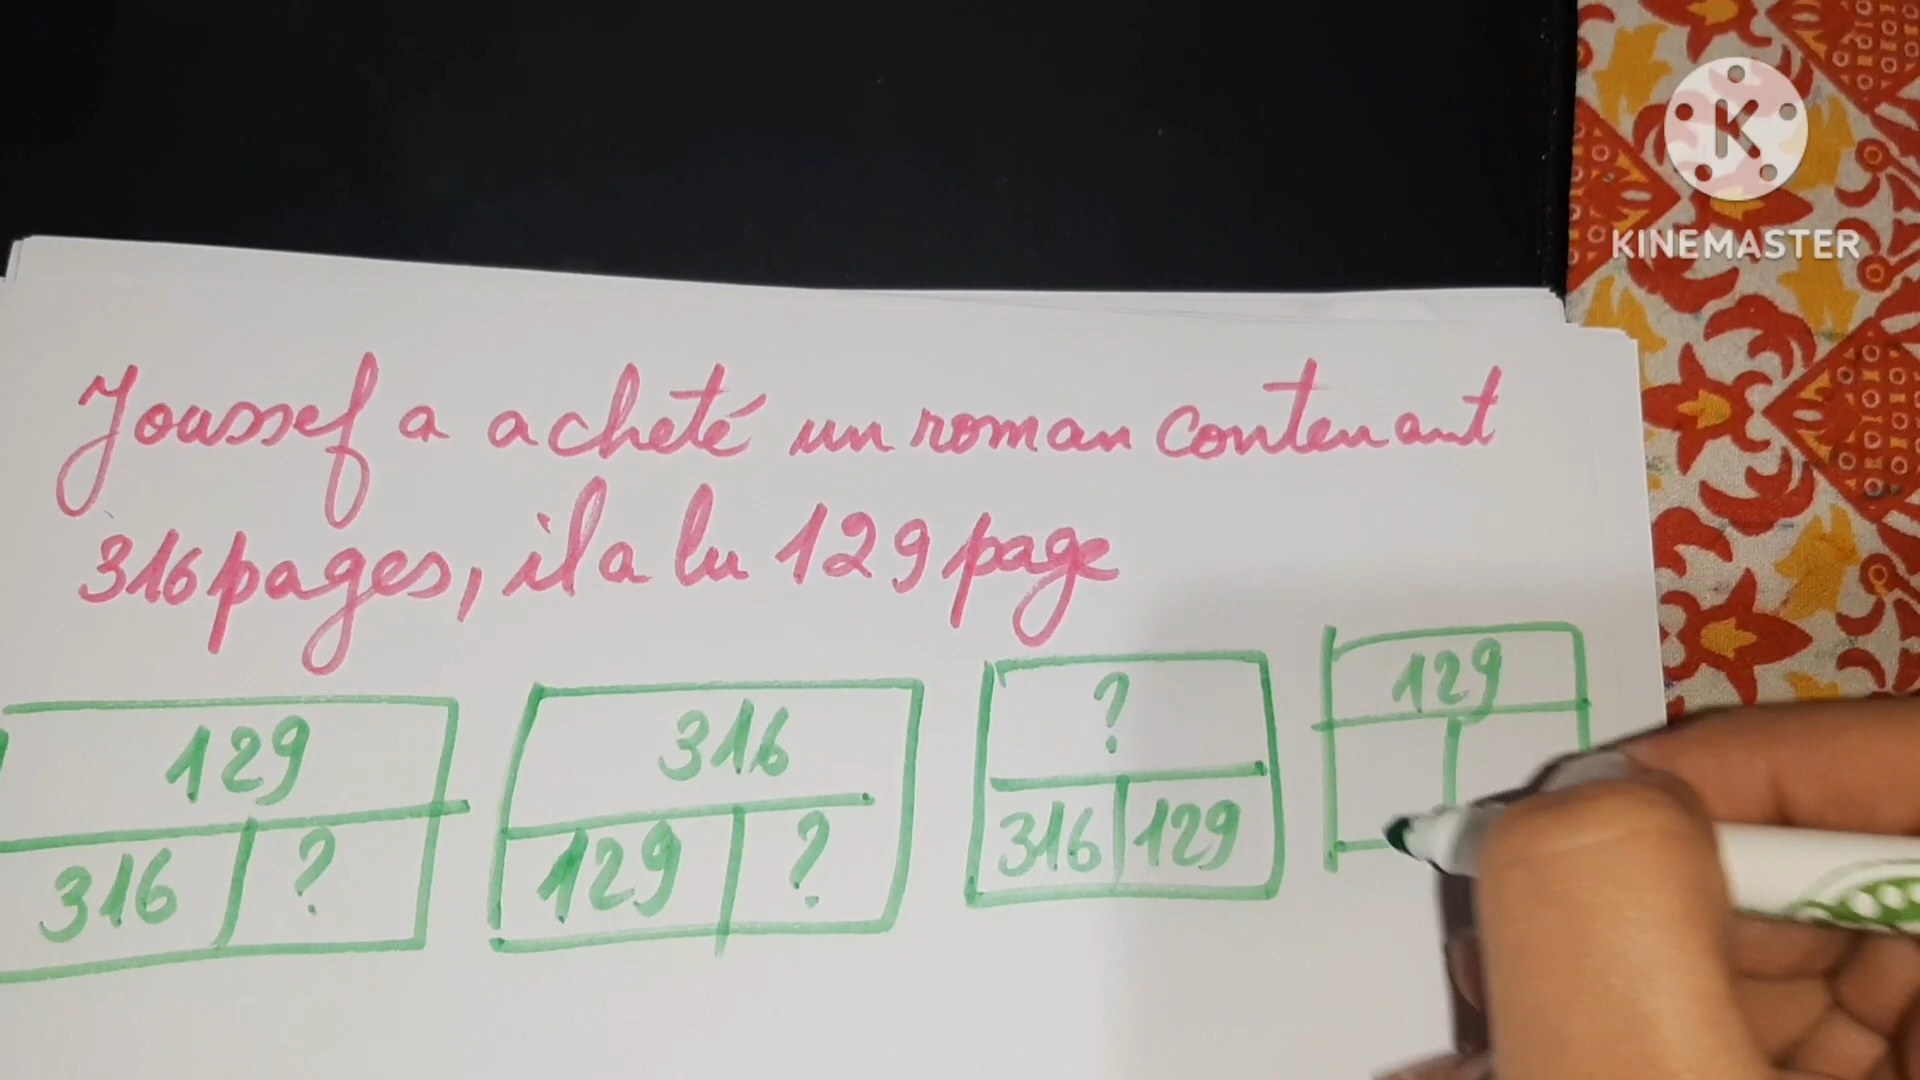 K
KINEMASTER
Youssef a acheté un roman contenant
316 pages, il a lu 129 page
129
316 ?
316
129 ?
?
316 129
129